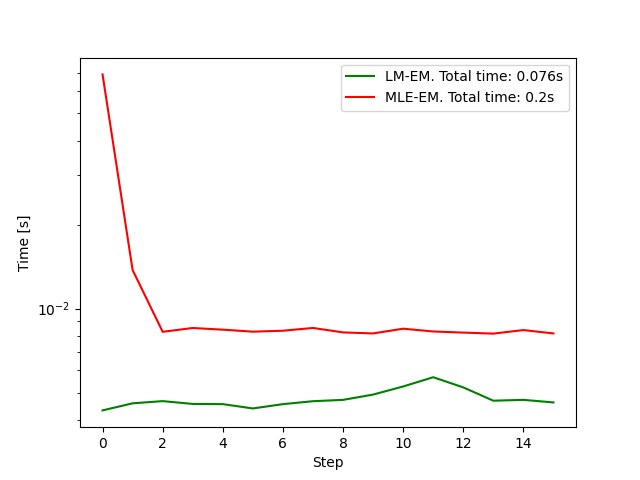 LM-EM. Total time: 0.076s
MLE-EM. Total time: 0.2s
Time [s]
10⁻²
0 2 4 6 8 10 12 14
Step